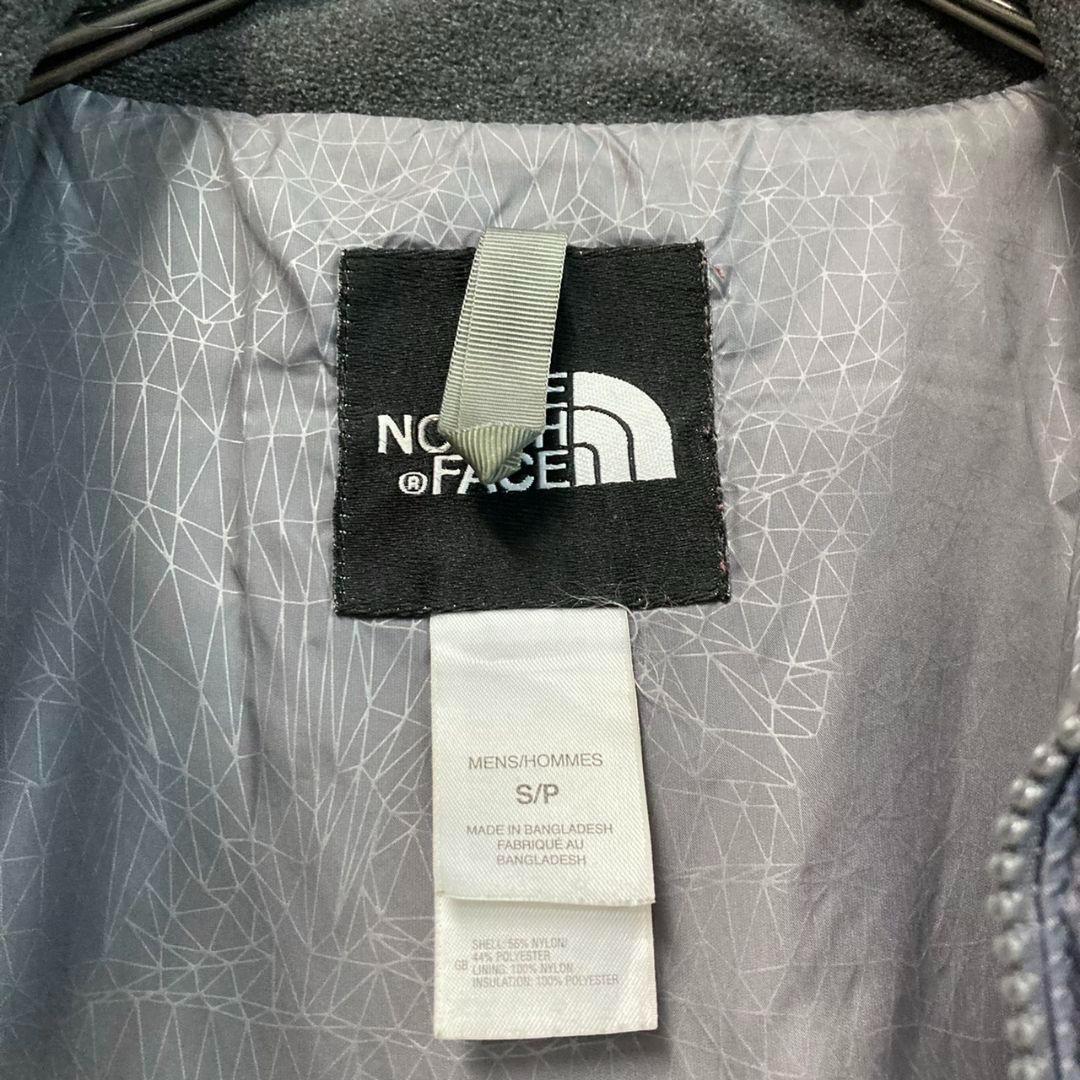 NORTH
®FACE
MENS/HOMMES
S/P
MADE IN BANGLADESH
FABRIQUÉ AU
BANGLADESH
SHELL: 56% NYLON/
44% POLYESTER
GB
LINING: 100% NYLON
INSULATION: 100% POLYESTER